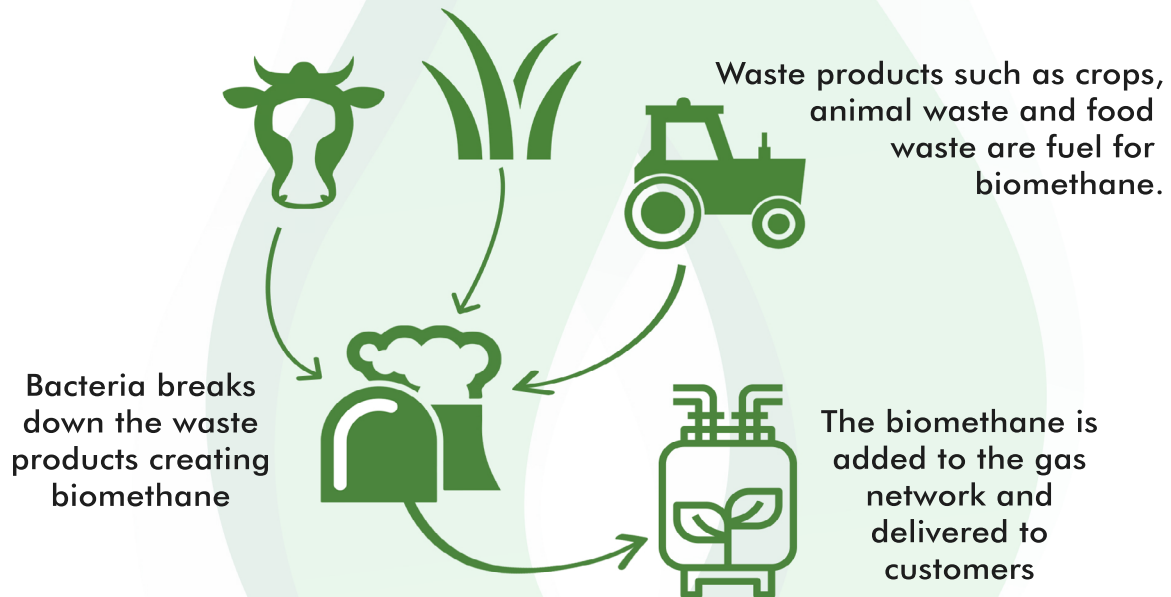 Waste products such as crops,
animal waste and food
waste are fuel for
biomethane.
Bacteria breaks
down the waste
products creating
biomethane
The biomethane is
added to the gas
network and
delivered to
customers